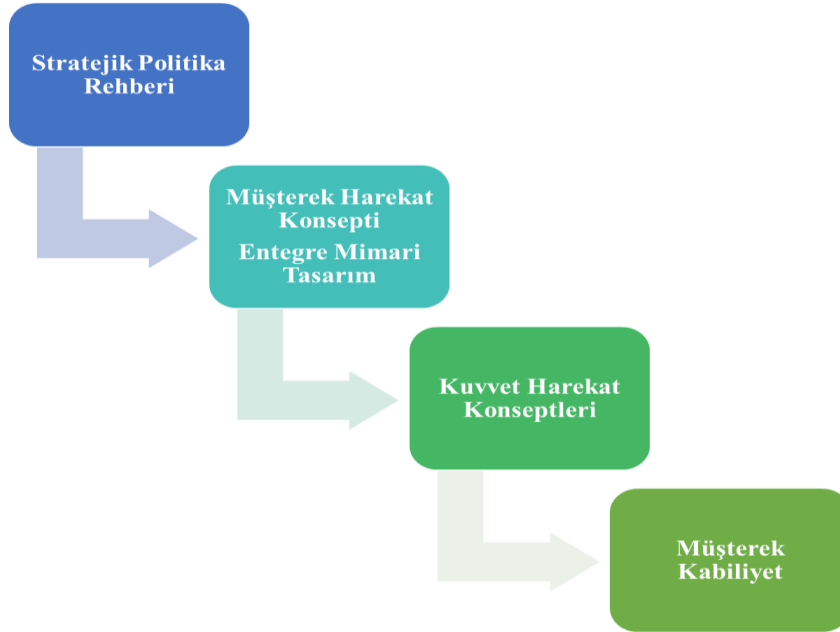 Stratejik Politika
Rehberi
Müşterek Harekat
Konsepti
Entegre Mimari
Tasarım
Kuvvet Harekat
Konseptleri
Müşterek
Kabiliyet